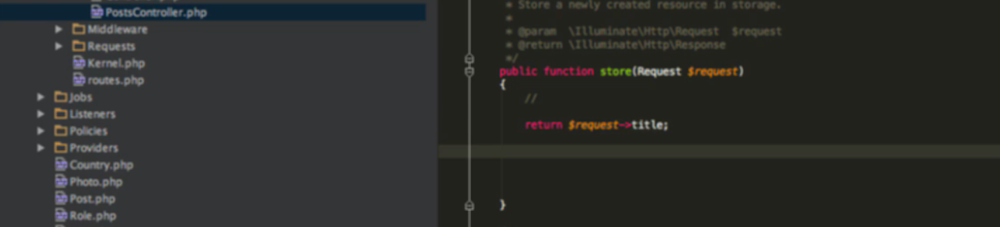 PostsController.php
Middleware
Requests
Kernel.php
routes.php
Jobs
Listeners
Policies
Providers
Country.php
Photo.php
Post.php
Role.php
* Store a newly created resource in storage.
*
* @param  \Illuminate\Http\Request  $request
* @return \Illuminate\Http\Response
*/
public function store(Request $request)
{
//
return $request->title;
}